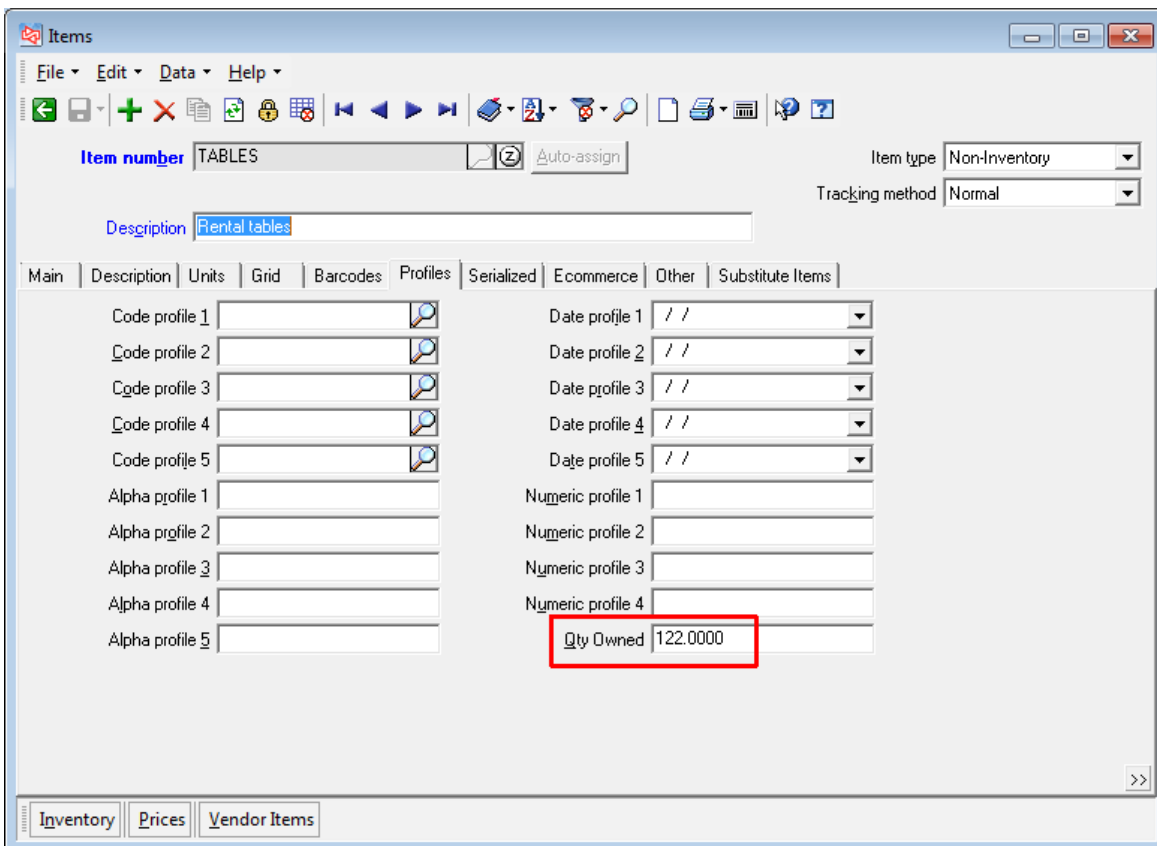 Items
File Edit Data Help
Item number TABLES Auto-assign Item type Non-Inventory
Tracking method Normal
Description Rental tables
Main Description Units Grid Barcodes Profiles Serialized Ecommerce Other Substitute Items
Code profile 1 Date profile 1 / /
Code profile 2 Date profile 2 / /
Code profile 3 Date profile 3 / /
Code profile 4 Date profile 4 / /
Code profile 5 Date profile 5 / /
Alpha profile 1 Numeric profile 1
Alpha profile 2 Numeric profile 2
Alpha profile 3 Numeric profile 3
Alpha profile 4 Numeric profile 4
Alpha profile 5 Qty Owned 122.0000
>>
Inventory Prices Vendor Items